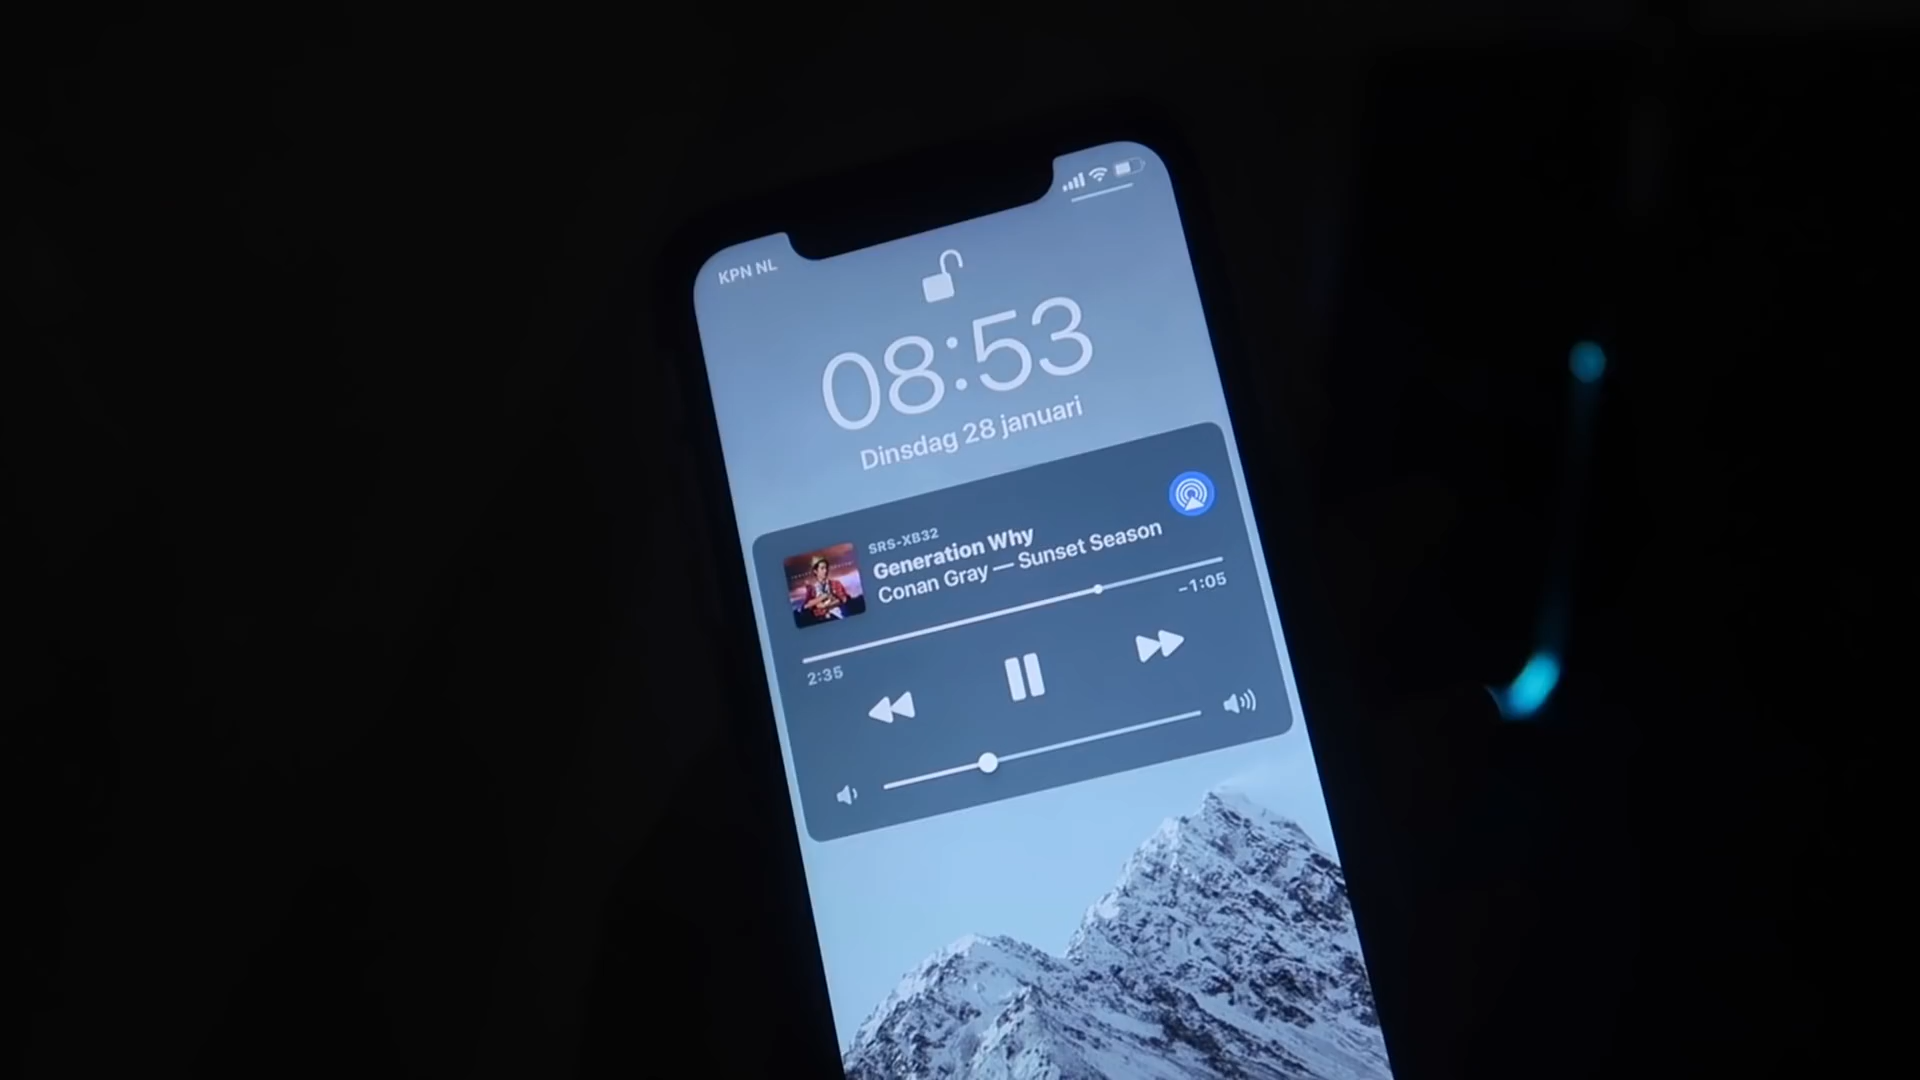 KPN NL
08:53
Dinsdag 28 januari
SRS-XB32
Generation Why
Conan Gray — Sunset Season
2:35
-1:05